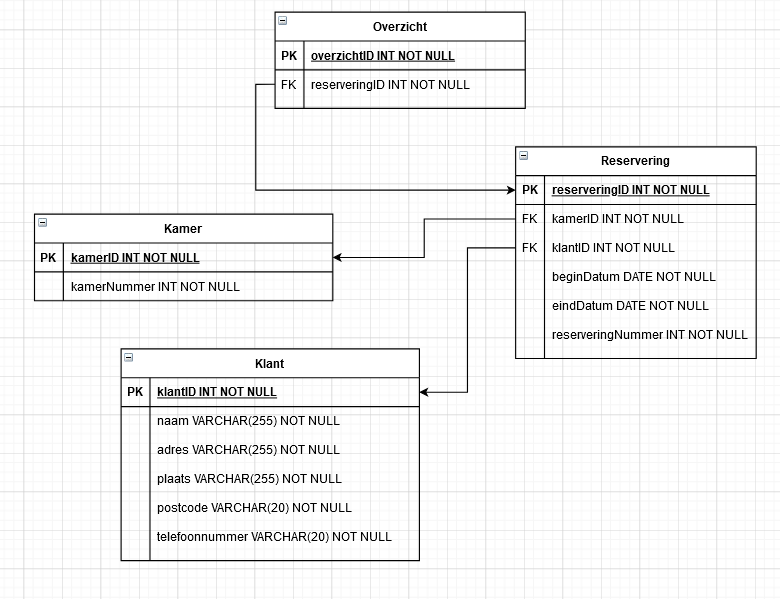 Overzicht
PK overzichtID INT NOT NULL
FK reserveringID INT NOT NULL
Reservering
PK reserveringID INT NOT NULL
FK kamerID INT NOT NULL
FK klantID INT NOT NULL
beginDatum DATE NOT NULL
eindDatum DATE NOT NULL
reserveringNummer INT NOT NULL
Kamer
PK kamerID INT NOT NULL
kamerNummer INT NOT NULL
Klant
PK klantID INT NOT NULL
naam VARCHAR(255) NOT NULL
adres VARCHAR(255) NOT NULL
plaats VARCHAR(255) NOT NULL
postcode VARCHAR(20) NOT NULL
telefoonnummer VARCHAR(20) NOT NULL